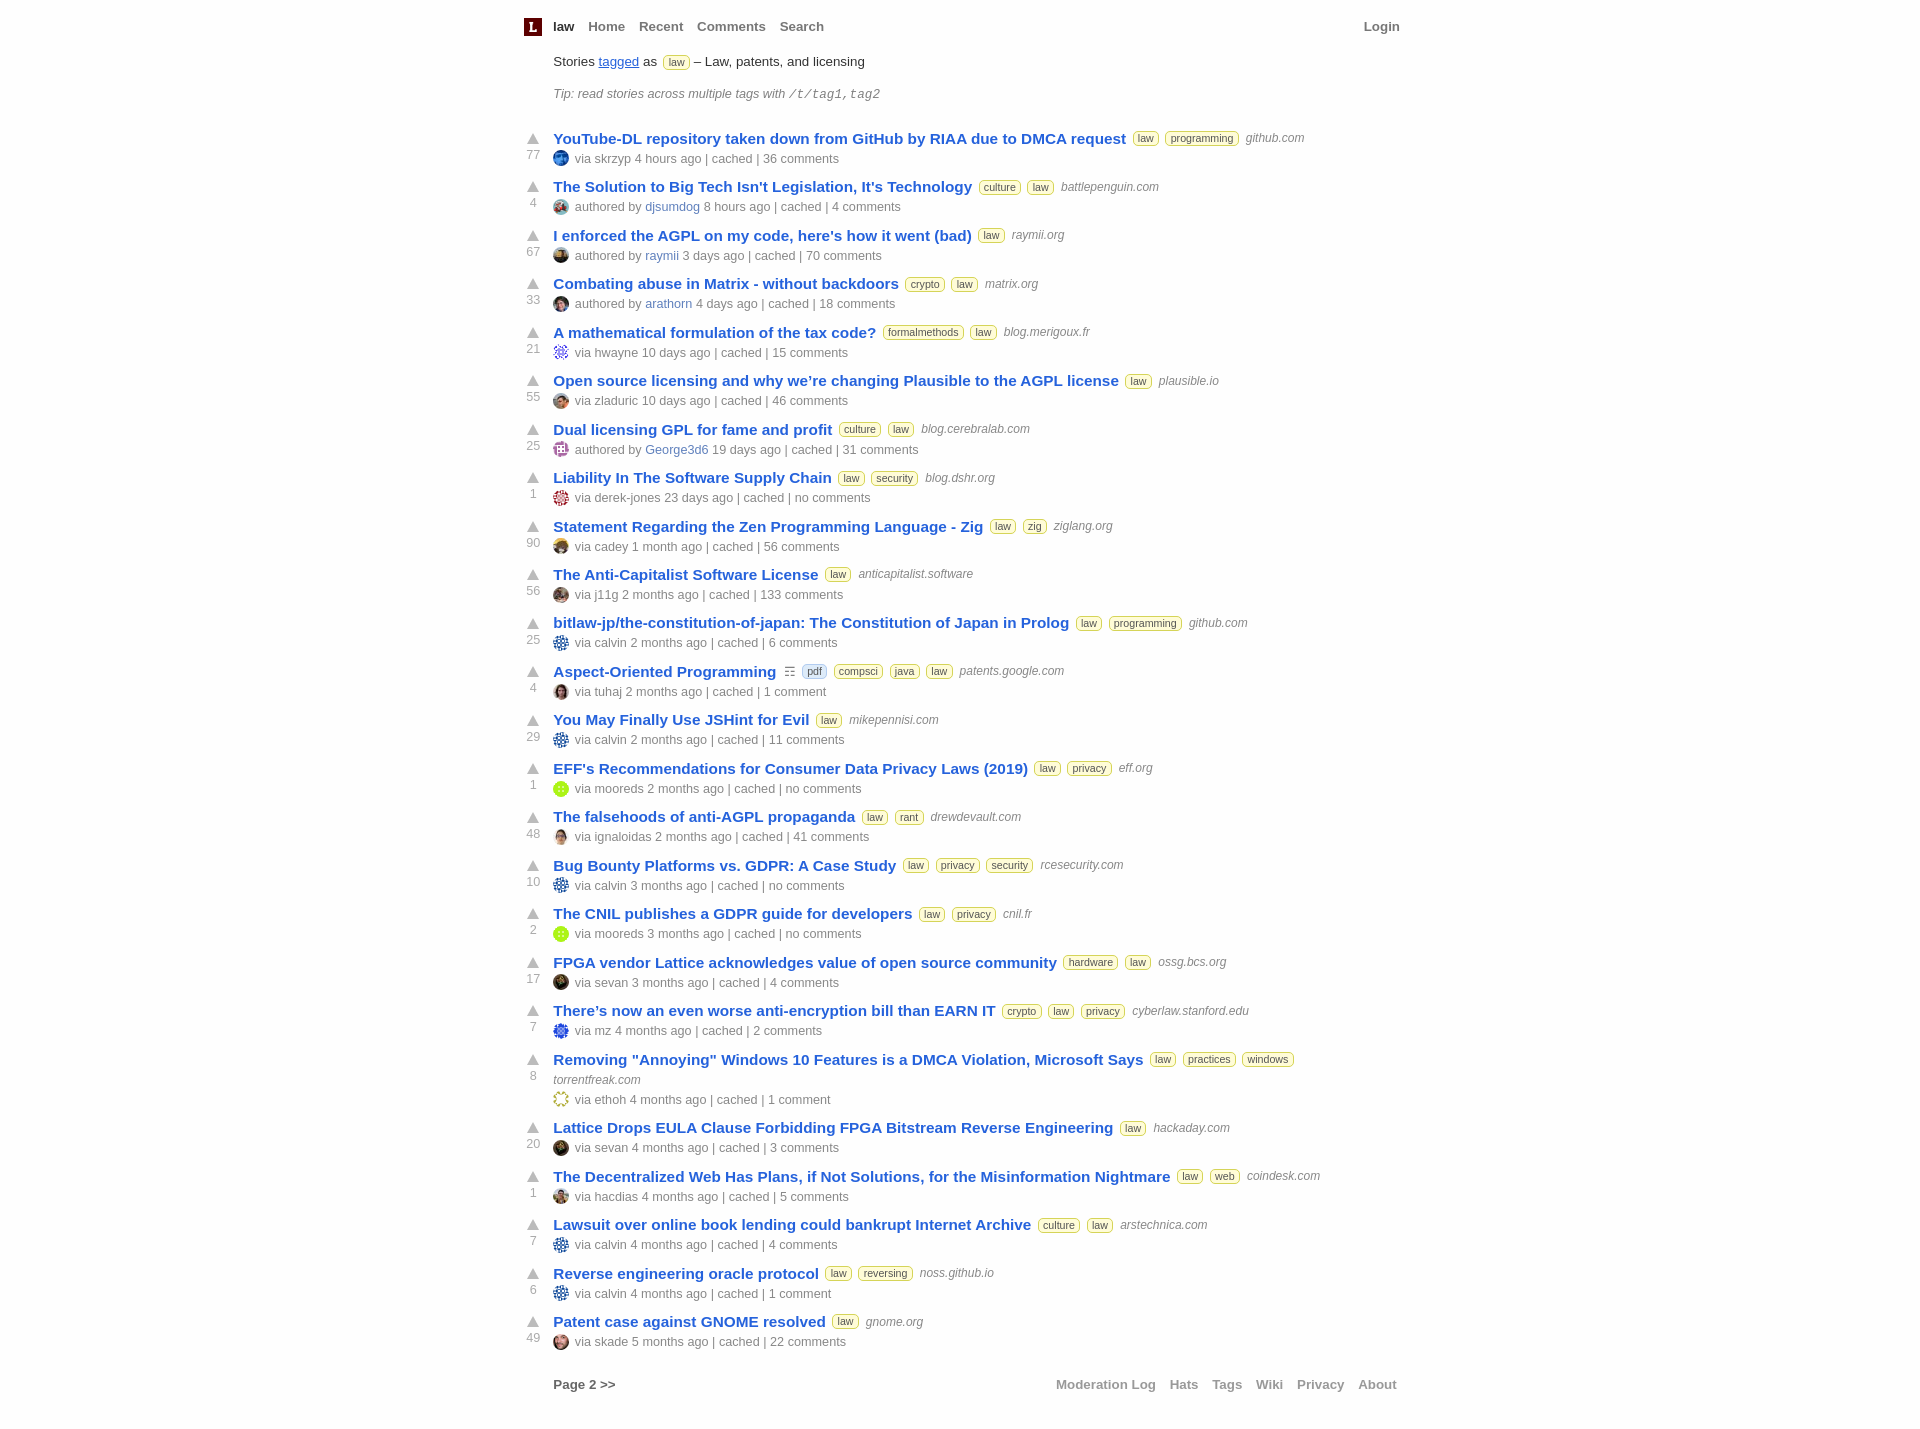 L law Home Recent Comments Search Login
Stories tagged as law – Law, patents, and licensing
Tip: read stories across multiple tags with /t/tag1,tag2
YouTube-DL repository taken down from GitHub by RIAA due to DMCA request law programming github.com
77 via skrzyp 4 hours ago | cached | 36 comments
The Solution to Big Tech Isn't Legislation, It's Technology culture law battlepenguin.com
4 authored by djsumdog 8 hours ago | cached | 4 comments
I enforced the AGPL on my code, here's how it went (bad) law raymii.org
67 authored by raymii 3 days ago | cached | 70 comments
Combating abuse in Matrix - without backdoors crypto law matrix.org
33 authored by arathorn 4 days ago | cached | 18 comments
A mathematical formulation of the tax code? formalmethods law blog.merigoux.fr
21 via hwayne 10 days ago | cached | 15 comments
Open source licensing and why we’re changing Plausible to the AGPL license law plausible.io
55 via zladuric 10 days ago | cached | 46 comments
Dual licensing GPL for fame and profit culture law blog.cerebralab.com
25 authored by George3d6 19 days ago | cached | 31 comments
Liability In The Software Supply Chain law security blog.dshr.org
1 via derek-jones 23 days ago | cached | no comments
Statement Regarding the Zen Programming Language - Zig law zig ziglang.org
90 via cadey 1 month ago | cached | 56 comments
The Anti-Capitalist Software License law anticapitalist.software
56 via j11g 2 months ago | cached | 133 comments
bitlaw-jp/the-constitution-of-japan: The Constitution of Japan in Prolog law programming github.com
25 via calvin 2 months ago | cached | 6 comments
Aspect-Oriented Programming ☶ pdf compsci java law patents.google.com
4 via tuhaj 2 months ago | cached | 1 comment
You May Finally Use JSHint for Evil law mikepennisi.com
29 via calvin 2 months ago | cached | 11 comments
EFF's Recommendations for Consumer Data Privacy Laws (2019) law privacy eff.org
1 via mooreds 2 months ago | cached | no comments
The falsehoods of anti-AGPL propaganda law rant drewdevault.com
48 via ignaloidas 2 months ago | cached | 41 comments
Bug Bounty Platforms vs. GDPR: A Case Study law privacy security rcesecurity.com
10 via calvin 3 months ago | cached | no comments
The CNIL publishes a GDPR guide for developers law privacy cnil.fr
2 via mooreds 3 months ago | cached | no comments
FPGA vendor Lattice acknowledges value of open source community hardware law ossg.bcs.org
17 via sevan 3 months ago | cached | 4 comments
There’s now an even worse anti-encryption bill than EARN IT crypto law privacy cyberlaw.stanford.edu
7 via mz 4 months ago | cached | 2 comments
Removing "Annoying" Windows 10 Features is a DMCA Violation, Microsoft Says law practices windows
8 torrentfreak.com
via ethoh 4 months ago | cached | 1 comment
Lattice Drops EULA Clause Forbidding FPGA Bitstream Reverse Engineering law hackaday.com
20 via sevan 4 months ago | cached | 3 comments
The Decentralized Web Has Plans, if Not Solutions, for the Misinformation Nightmare law web coindesk.com
1 via hacdias 4 months ago | cached | 5 comments
Lawsuit over online book lending could bankrupt Internet Archive culture law arstechnica.com
7 via calvin 4 months ago | cached | 4 comments
Reverse engineering oracle protocol law reversing noss.github.io
6 via calvin 4 months ago | cached | 1 comment
Patent case against GNOME resolved law gnome.org
49 via skade 5 months ago | cached | 22 comments
Page 2 >> Moderation Log Hats Tags Wiki Privacy About